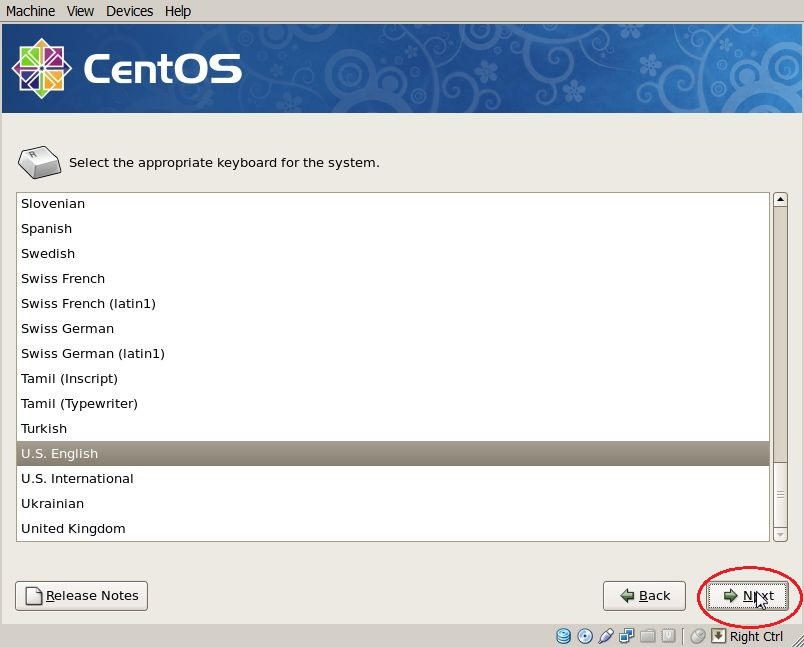 Machine View Devices Help
CentOS
R
Select the appropriate keyboard for the system.
Slovenian
Spanish
Swedish
Swiss French
Swiss French (latin1)
Swiss German
Swiss German (latin1)
Tamil (Inscript)
Tamil (Typewriter)
Turkish
U.S. English
U.S. International
Ukrainian
United Kingdom
Release Notes Back Next
Right Ctrl